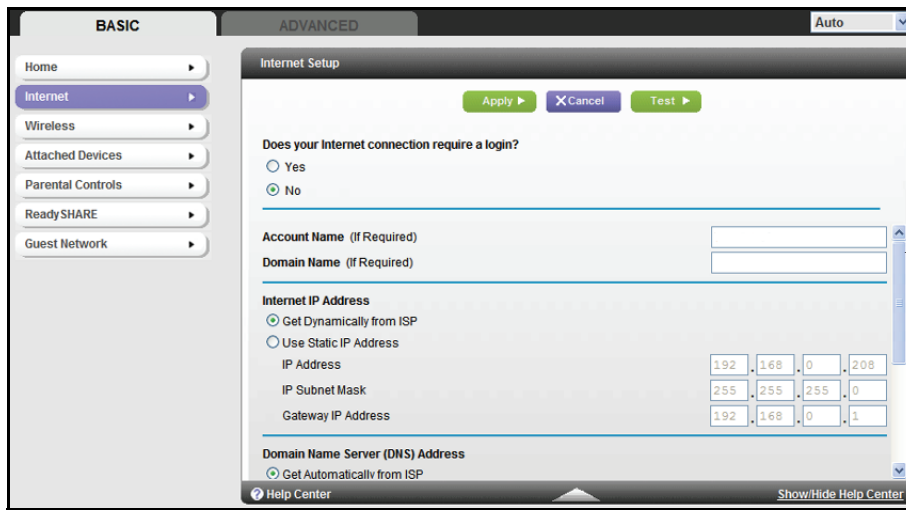 BASIC
ADVANCED
Auto
Home
Internet
Wireless
Attached Devices
Parental Controls
ReadySHARE
Guest Network
Internet Setup
Apply
X Cancel
Test
Does your Internet connection require a login?
Yes
No
Account Name (If Required)
Domain Name (If Required)
Internet IP Address
Get Dynamically from ISP
Use Static IP Address
IP Address 192 . 168 . 0 . 208
IP Subnet Mask 255 . 255 . 255 . 0
Gateway IP Address 192 . 168 . 0 . 1
Domain Name Server (DNS) Address
Get Automatically from ISP
? Help Center
Show/Hide Help Center